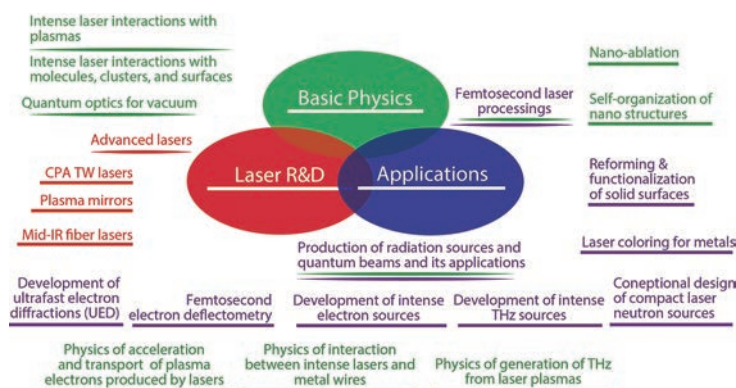 Intense laser interactions with
plasmas
Intense laser interactions with
molecules, clusters, and surfaces
Quantum optics for vacuum
Advanced lasers
CPA TW lasers
Plasma mirrors
Mid-IR fiber lasers
Basic Physics
Laser R&D
Applications
Femtosecond laser
processings
Nano-ablation
Self-organization of
nano structures
Reforming &
functionalization
of solid surfaces
Laser coloring for metals
Production of radiation sources and
quantum beams and its applications
Development of
ultrafast electron
diffractions (UED)
Femtosecond
electron deflectometry
Development of intense
electron sources
Development of intense
THz sources
Coneptional design
of compact laser
neutron sources
Physics of acceleration
and transport of plasma
electrons produced by lasers
Physics of interaction
between intense lasers and
metal wires
Physics of generation of THz
from laser plasmas